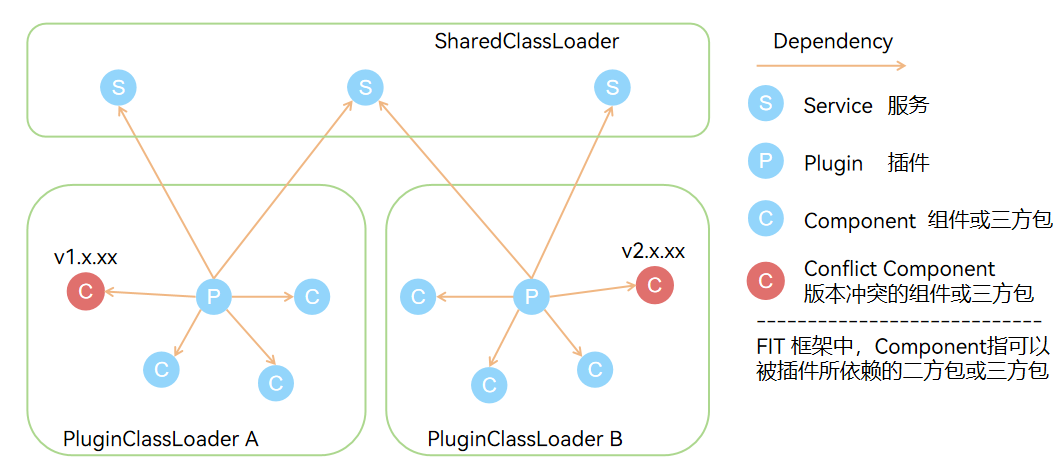 SharedClassLoader
S
S
S
v1.x.xx
C
P
C
C
C
PluginClassLoader A
v2.x.xx
C
P
C
C
C
PluginClassLoader B
Dependency
S Service 服务
P Plugin 插件
C Component 组件或三方包
C Conflict Component
版本冲突的组件或三方包
----------------------------
FIT 框架中，Component指可以
被插件所依赖的二方包或三方包